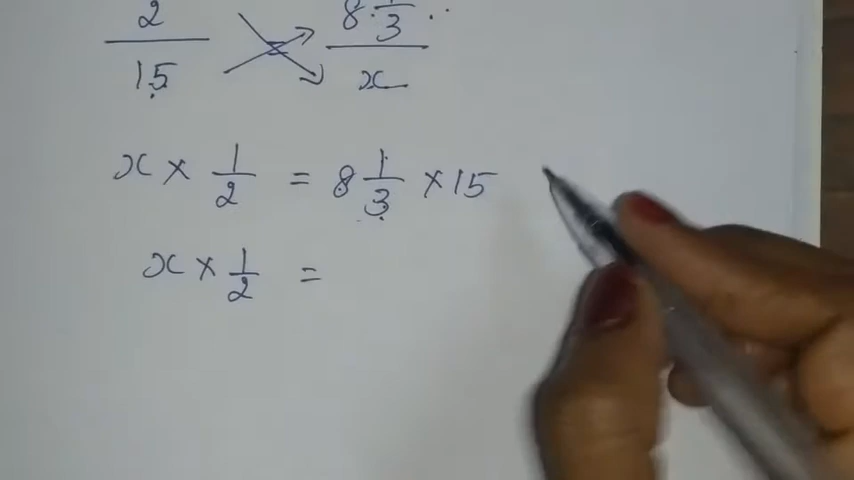 2/15 = 8 1/3 / x
x × 1/2 = 8 1/3 × 15
x × 1/2 =